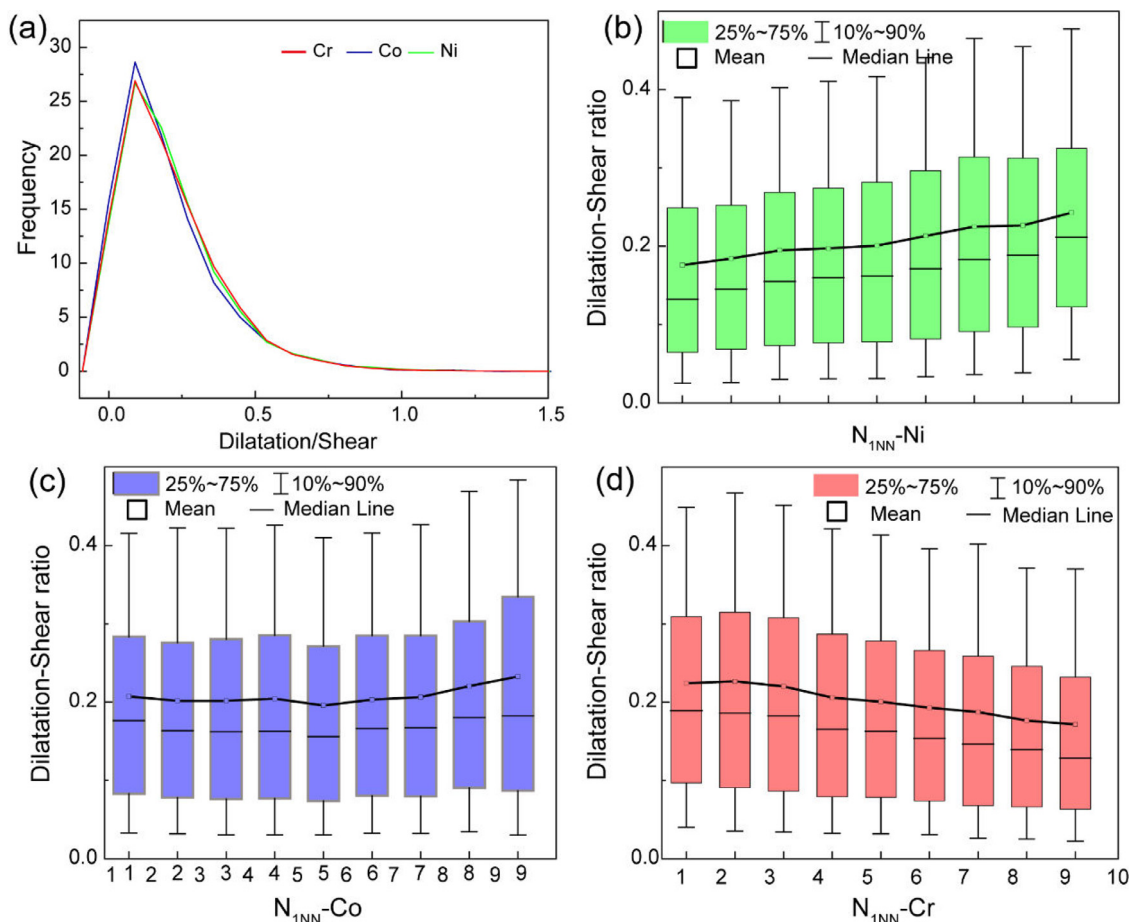 (a)
30
25
20
15
10
5
0
Frequency
Cr Co Ni
0.0 0.5 1.0 1.5
Dilatation/Shear
(b)
25%~75% 10%~90%
Mean Median Line
0.4
0.2
0.0
Dilatation-Shear ratio
N1NN-Ni
(c)
25%~75% 10%~90%
Mean Median Line
0.4
0.2
0.0
Dilatation-Shear ratio
1 1 2 2 3 3 4 4 5 5 6 6 7 7 8 8 9 9
N1NN-Co
(d)
25%~75% 10%~90%
Mean Median Line
0.4
0.2
0.0
Dilatation-Shear ratio
1 2 3 4 5 6 7 8 9 10
N1NN-Cr